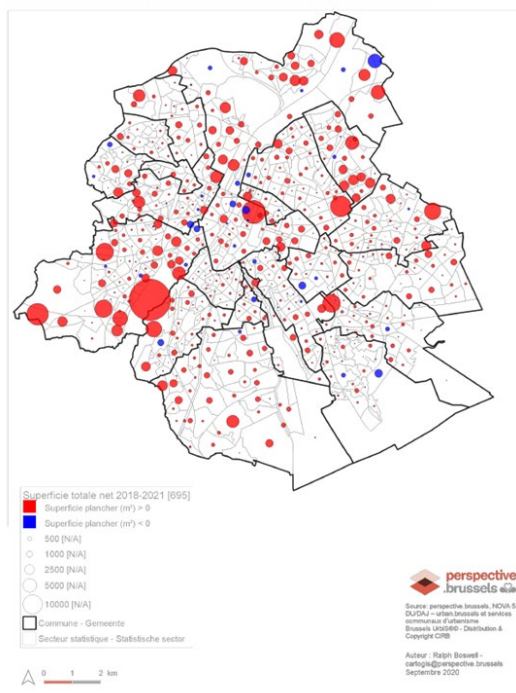 Superficie totale net 2018-2021 [695]
Superficie plancher (m²) > 0
Superficie plancher (m²) < 0
500 [N/A]
1000 [N/A]
2500 [N/A]
5000 [N/A]
10000 [N/A]
Commune - Gemeente
Secteur statistique - Statistische sector
0 1 2 km
perspective
.brussels
Source: perspective.brussels, NOVA 5
DU/DAJ – urban.brussels et services
communaux d'urbanisme
Brussels UrbIS®© - Distribution &
Copyright CIRB
Auteur : Ralph Boswell -
cartogis@perspective.brussels
Septembre 2020